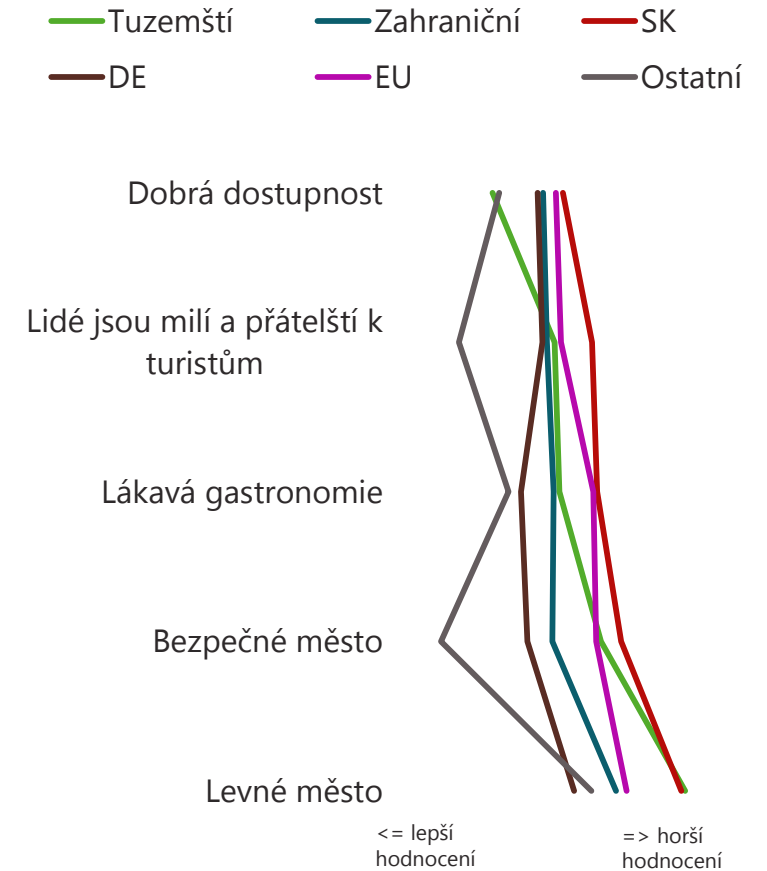 Tuzemští Zahraniční SK
DE EU Ostatní
Dobrá dostupnost
Lidé jsou milí a přátelští k
turistům
Lákavá gastronomie
Bezpečné město
Levné město
<= lepší
hodnocení
=> horší
hodnocení